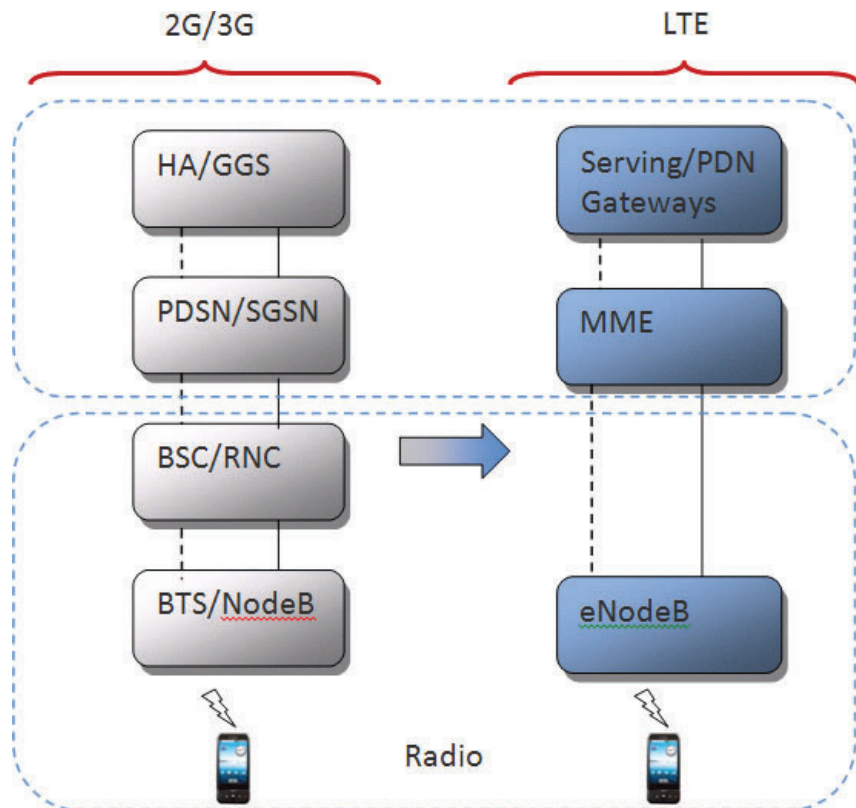 2G/3G
LTE
HA/GGS
PDSN/SGSN
BSC/RNC
BTS/NodeB
Serving/PDN
Gateways
MME
eNodeB
Radio